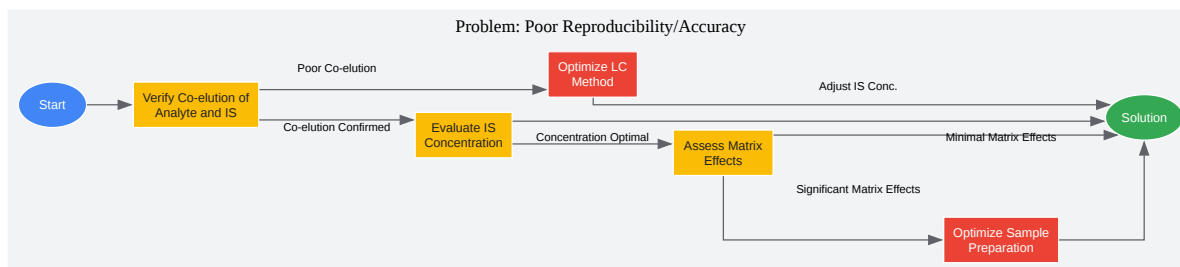 Problem: Poor Reproducibility/Accuracy
Start
Verify Co-elution of
Analyte and IS
Poor Co-elution
Co-elution Confirmed
Optimize LC
Method
Evaluate IS
Concentration
Adjust IS Conc.
Concentration Optimal
Assess Matrix
Effects
Minimal Matrix Effects
Significant Matrix Effects
Optimize Sample
Preparation
Solution